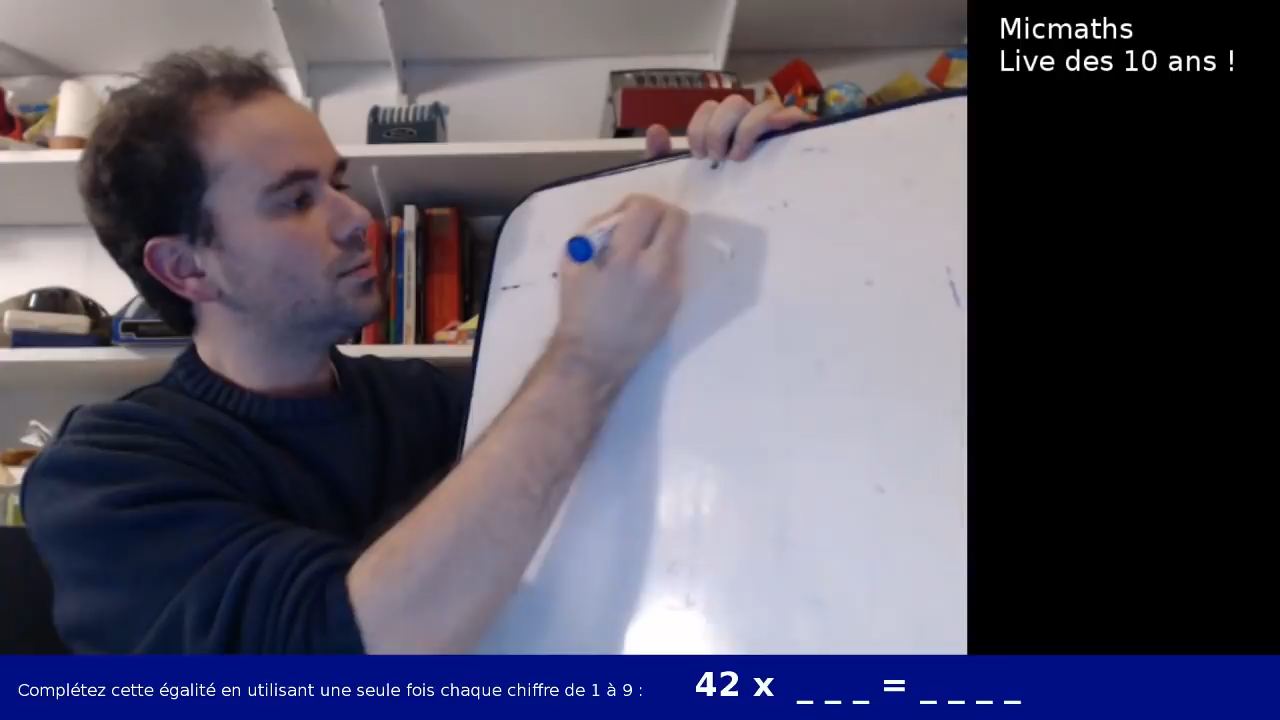 Micmaths
Live des 10 ans !
Complétez cette égalité en utilisant une seule fois chaque chiffre de 1 à 9 : 42 x _ _ _ = _ _ _ _